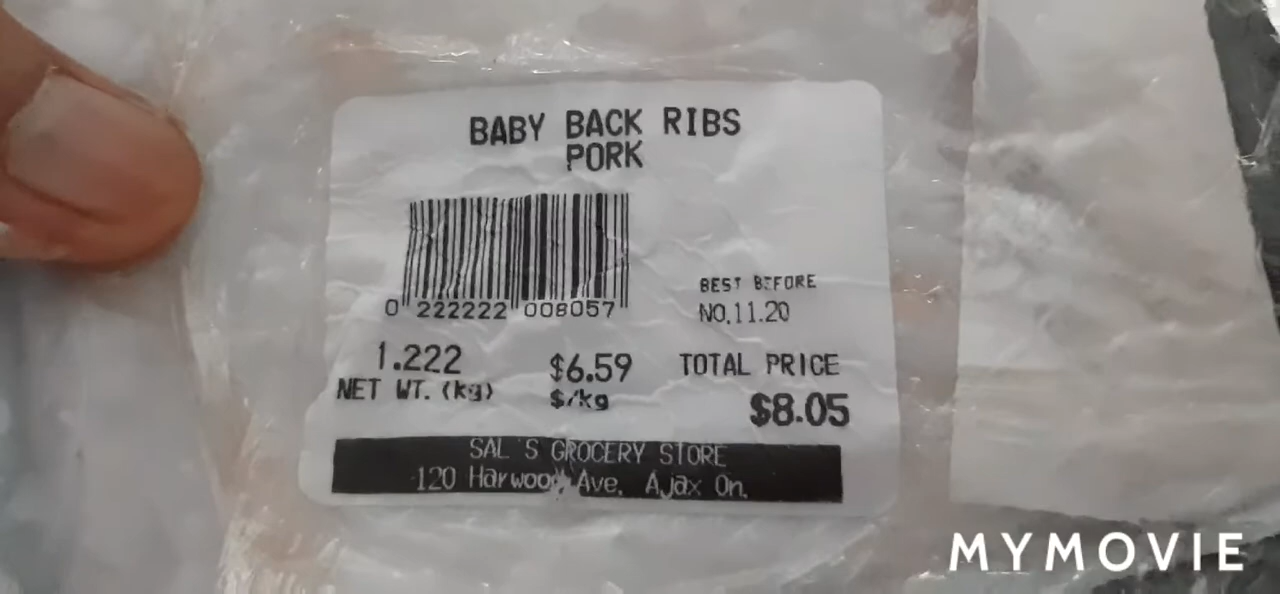 BABY BACK RIBS
PORK
0 222222 008057
BEST BEFORE
NO.11.20
1.222 $6.59 TOTAL PRICE
NET WT. (kg) $/kg $8.05
SAL'S GROCERY STORE
120 Harwood Ave. Ajax On.
MYMOVIE